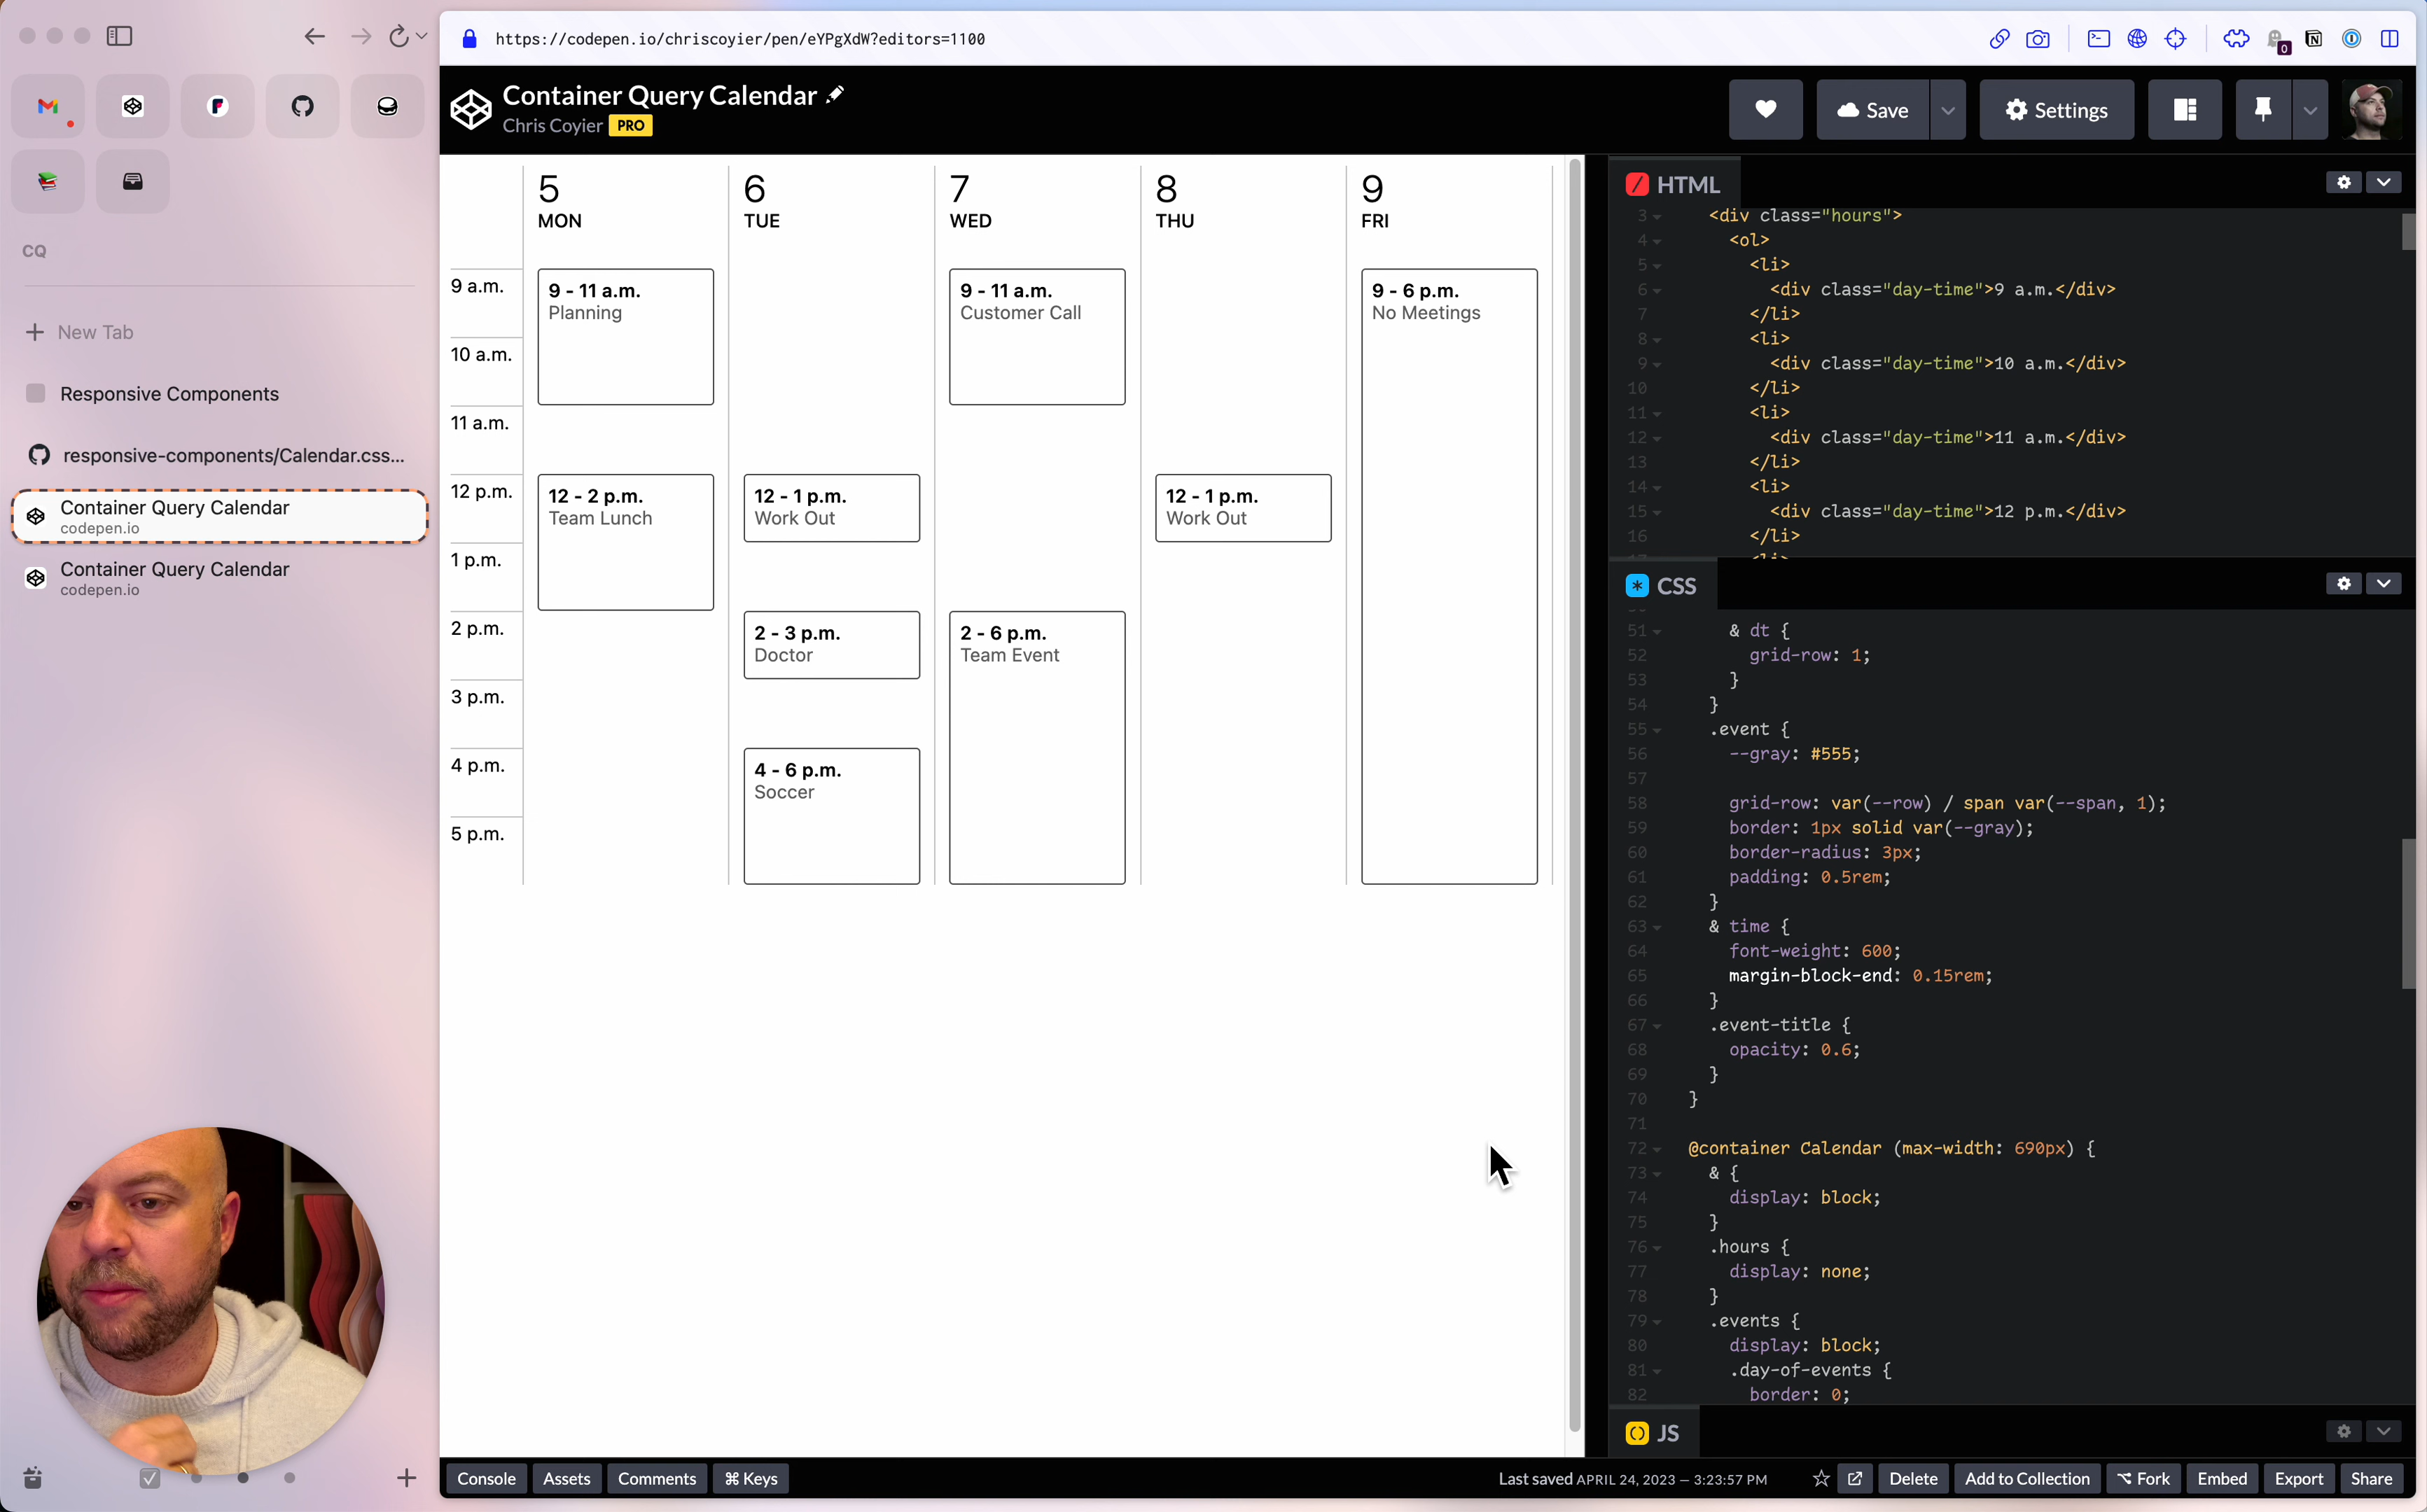 https://codepen.io/chriscoyier/pen/eYPgXdW?editors=1100
0
CQ
New Tab
Responsive Components
responsive-components/Calendar.css...
Container Query Calendar
codepen.io
Container Query Calendar
codepen.io
Container Query Calendar
Chris Coyier PRO
Save
Settings
5
MON
6
TUE
7
WED
8
THU
9
FRI
9 a.m.
10 a.m.
11 a.m.
12 p.m.
1 p.m.
2 p.m.
3 p.m.
4 p.m.
5 p.m.
9 - 11 a.m.
Planning
12 - 2 p.m.
Team Lunch
12 - 1 p.m.
Work Out
2 - 3 p.m.
Doctor
4 - 6 p.m.
Soccer
9 - 11 a.m.
Customer Call
2 - 6 p.m.
Team Event
12 - 1 p.m.
Work Out
9 - 6 p.m.
No Meetings
HTML
3 <div class="hours">
4 <ol>
5 <li>
6 <div class="day-time">9 a.m.</div>
7 </li>
8 <li>
9 <div class="day-time">10 a.m.</div>
10 </li>
11 <li>
12 <div class="day-time">11 a.m.</div>
13 </li>
14 <li>
15 <div class="day-time">12 p.m.</div>
16 </li>
CSS
51 & dt {
52 grid-row: 1;
53 }
54 }
55 .event {
56 --gray: #555;
57
58 grid-row: var(--row) / span var(--span, 1);
59 border: 1px solid var(--gray);
60 border-radius: 3px;
61 padding: 0.5rem;
62 }
63 & time {
64 font-weight: 600;
65 margin-block-end: 0.15rem;
66 }
67 .event-title {
68 opacity: 0.6;
69 }
70 }
71
72 @container Calendar (max-width: 690px) {
73 & {
74 display: block;
75 }
76 .hours {
77 display: none;
78 }
79 .events {
80 display: block;
81 .day-of-events {
82 border: 0;
JS
Console
Assets
Comments
⌘ Keys
Last saved APRIL 24, 2023 — 3:23:57 PM
Delete
Add to Collection
Fork
Embed
Export
Share